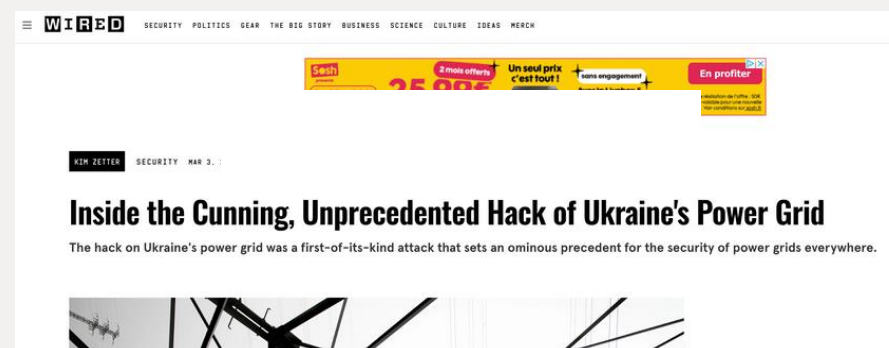 WIRED
SECURITY POLITICS GEAR THE BIG STORY BUSINESS SCIENCE CULTURE IDEAS MERCH
Sosh
2 mois offerts
25,99€
Un seul prix
c'est tout !
sans engagement
En profiter
KIM ZETTER SECURITY MAR 3,
Inside the Cunning, Unprecedented Hack of Ukraine's Power Grid
The hack on Ukraine's power grid was a first-of-its-kind attack that sets an ominous precedent for the security of power grids everywhere.